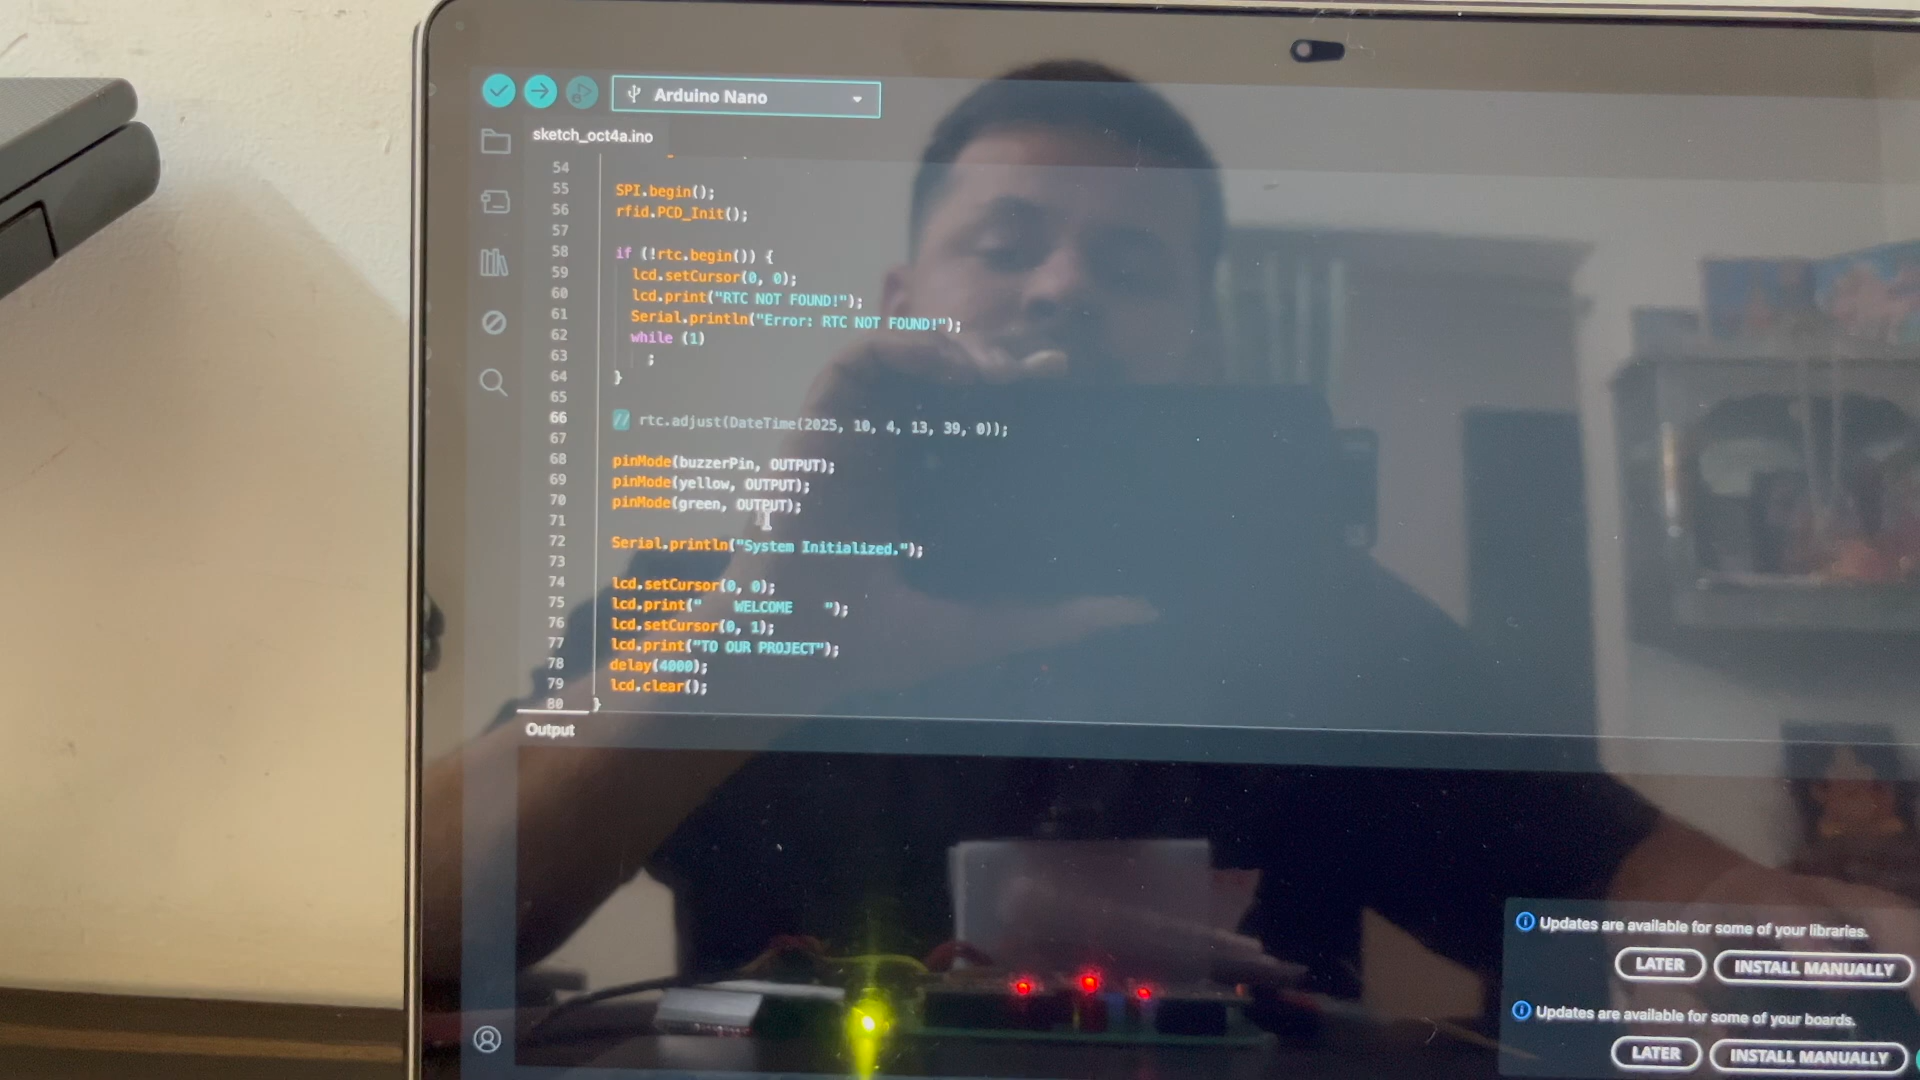 Arduino Nano
sketch_oct4a.ino
54
55 SPI.begin();
56 rfid.PCD_Init();
57
58 if (!rtc.begin()) {
59 lcd.setCursor(0, 0);
60 lcd.print("RTC NOT FOUND!");
61 Serial.println("Error: RTC NOT FOUND!");
62 while (1)
63 ;
64 }
65
66 // rtc.adjust(DateTime(2025, 10, 4, 13, 39, 0));
67
68 pinMode(buzzerPin, OUTPUT);
69 pinMode(yellow, OUTPUT);
70 pinMode(green, OUTPUT);
71
72 Serial.println("System Initialized.");
73
74 lcd.setCursor(0, 0);
75 lcd.print("    WELCOME    ");
76 lcd.setCursor(0, 1);
77 lcd.print("TO OUR PROJECT");
78 delay(4000);
79 lcd.clear();
80 }
Output
Updates are available for some of your libraries.
LATER INSTALL MANUALLY
Updates are available for some of your boards.
LATER INSTALL MANUALLY